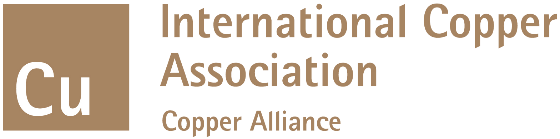 Cu
International Copper
Association
Copper Alliance